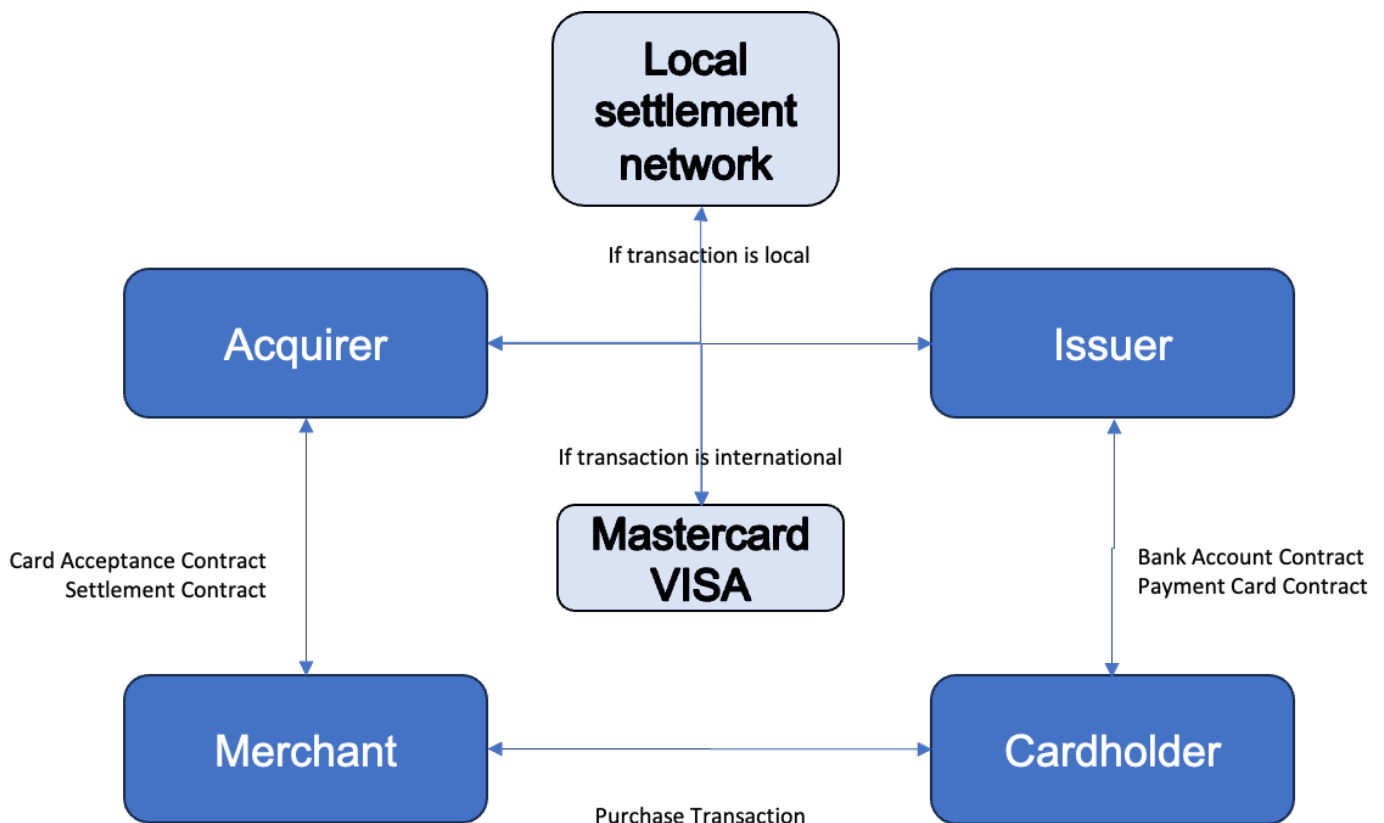 Local
settlement
network
If transaction is local
Acquirer
Issuer
If transaction is international
Mastercard
VISA
Card Acceptance Contract
Settlement Contract
Bank Account Contract
Payment Card Contract
Merchant
Cardholder
Purchase Transaction